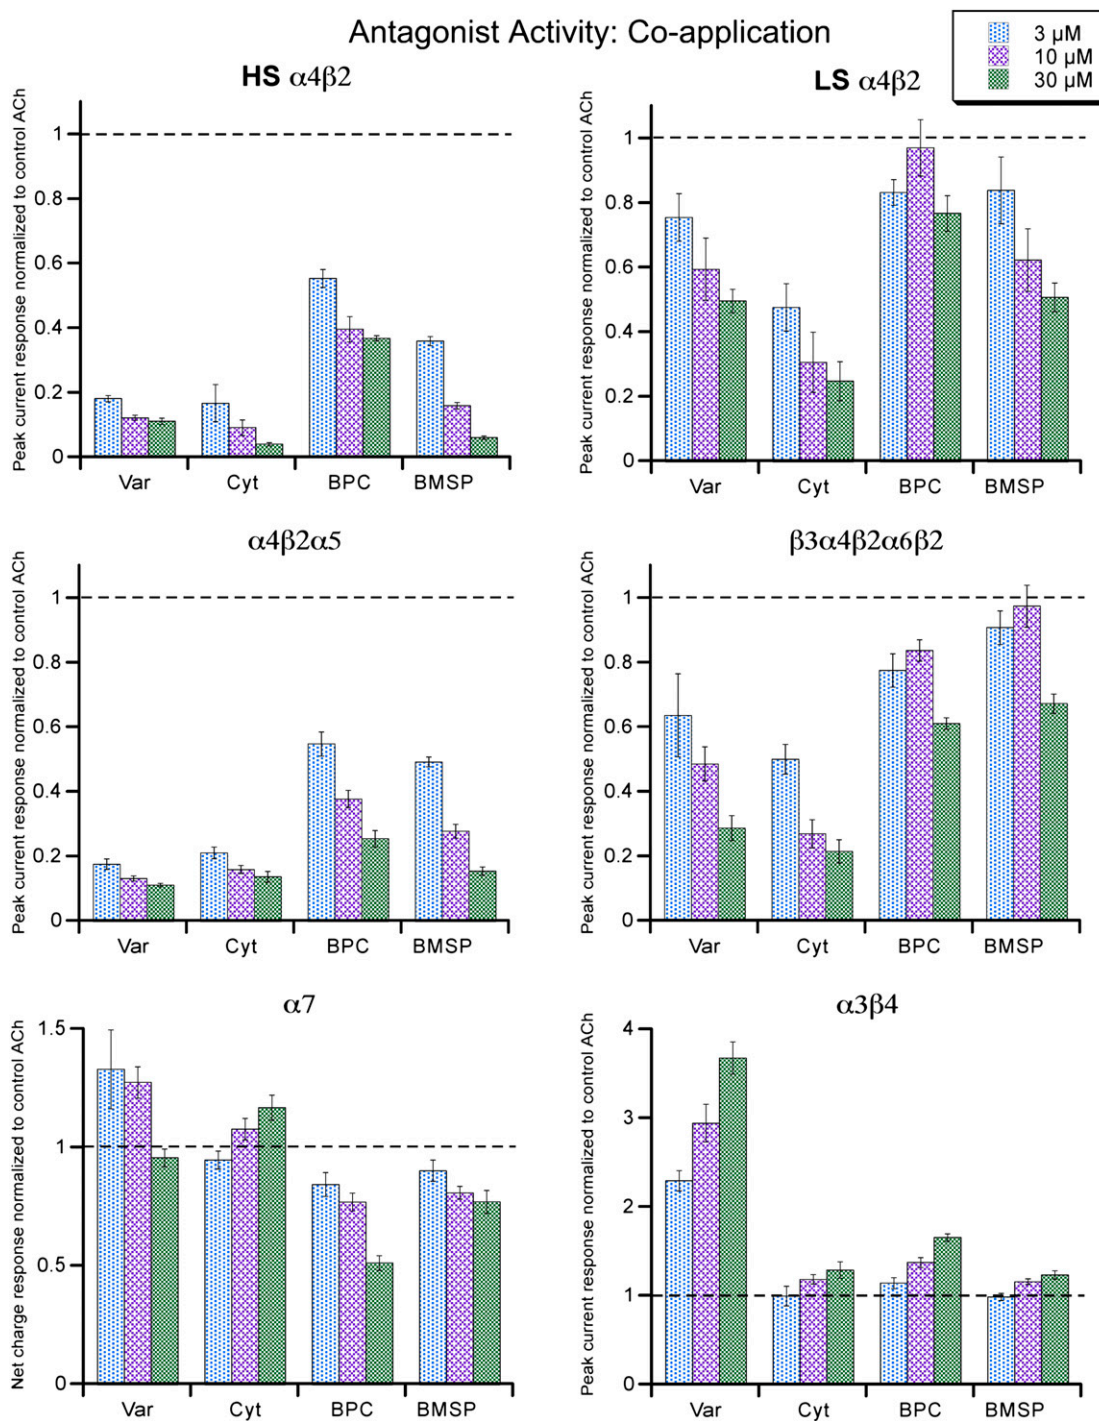 Antagonist Activity: Co-application
3 µM
10 µM
30 µM
HS α4β2
Peak current response normalized to control ACh
1
0.8
0.6
0.4
0.2
0
Var Cyt BPC BMSP
LS α4β2
Peak current response normalized to control ACh
1
0.8
0.6
0.4
0.2
0
Var Cyt BPC BMSP
α4β2α5
Peak current response normalized to control ACh
1
0.8
0.6
0.4
0.2
0
Var Cyt BPC BMSP
β3α4β2α6β2
Peak current response normalized to control ACh
1
0.8
0.6
0.4
0.2
0
Var Cyt BPC BMSP
α7
Net charge response normalized to control ACh
1.5
1
0.5
0
Var Cyt BPC BMSP
α3β4
Peak current response normalized to control ACh
4
3
2
1
0
Var Cyt BPC BMSP